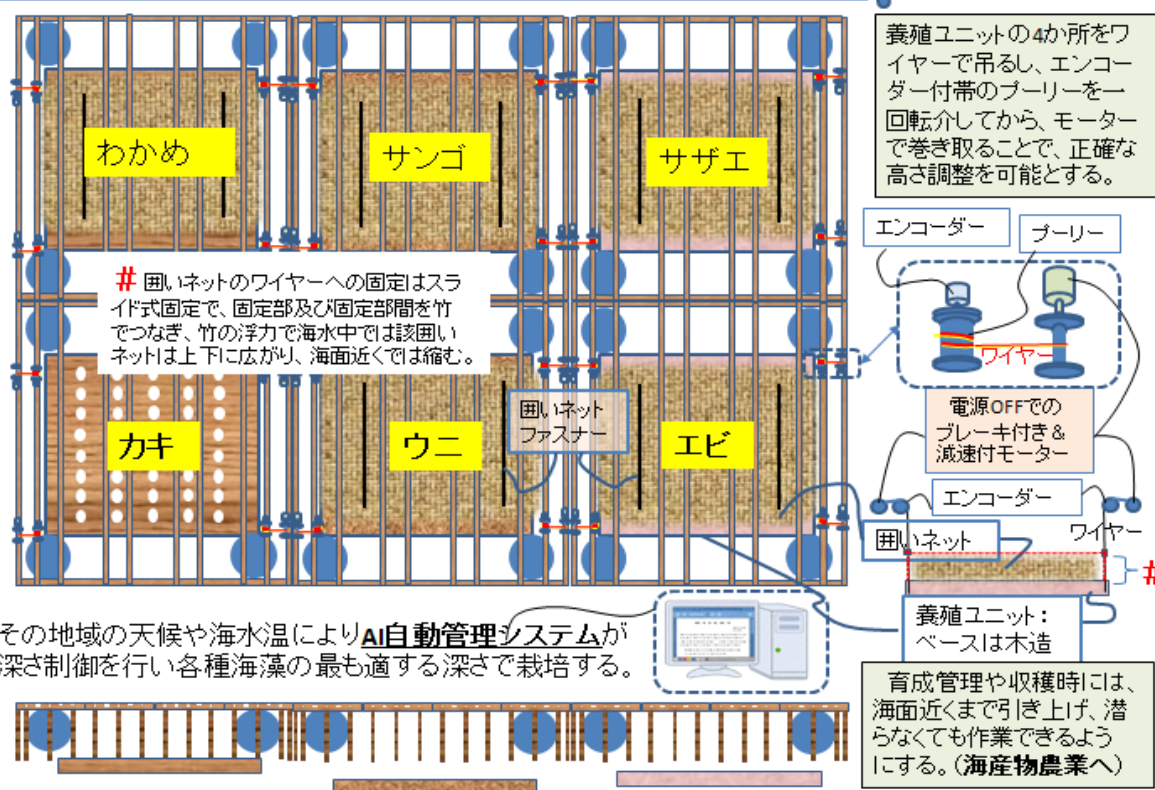 養殖ユニットの4か所をワ
イヤーで吊るし、エンコー
ダー付帯のプーリーを一
回転介してから、モーター
で巻き取ることで、正確な
高さ調整を可能とする。
わかめ
サンゴ
サザエ
エンコーダー
プーリー
ワイヤー
# 囲いネットのワイヤーへの固定はスラ
イド式固定で、固定部及び固定部間を竹
でつなぎ、竹の浮力で海水中では該囲い
ネットは上下に広がり、海面近くでは縮む。
カキ
ウニ
エビ
囲いネット
ファスナー
電源OFFでの
ブレーキ付き&
減速付モーター
エンコーダー
ワイヤー
囲いネット
#
養殖ユニット:
ベースは木造
その地域の天候や海水温によりAI自動管理システムが
深さ制御を行い各種海藻の最も適する深さで栽培する。
育成管理や収穫時には、
海面近くまで引き上げ、潜
らなくても作業できるよう
にする。(海産物農業へ)